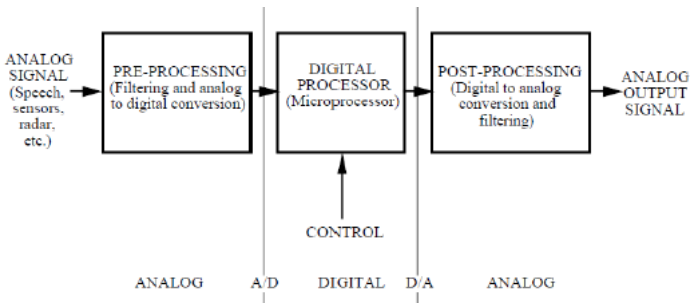 ANALOG
SIGNAL
(Speech,
sensors,
radar,
etc.)
PRE-PROCESSING
(Filtering and analog
to digital conversion)
DIGITAL
PROCESSOR
(Microprocessor)
POST-PROCESSING
(Digital to analog
conversion and
filtering)
ANALOG
OUTPUT
SIGNAL
CONTROL
ANALOG A/D DIGITAL D/A ANALOG